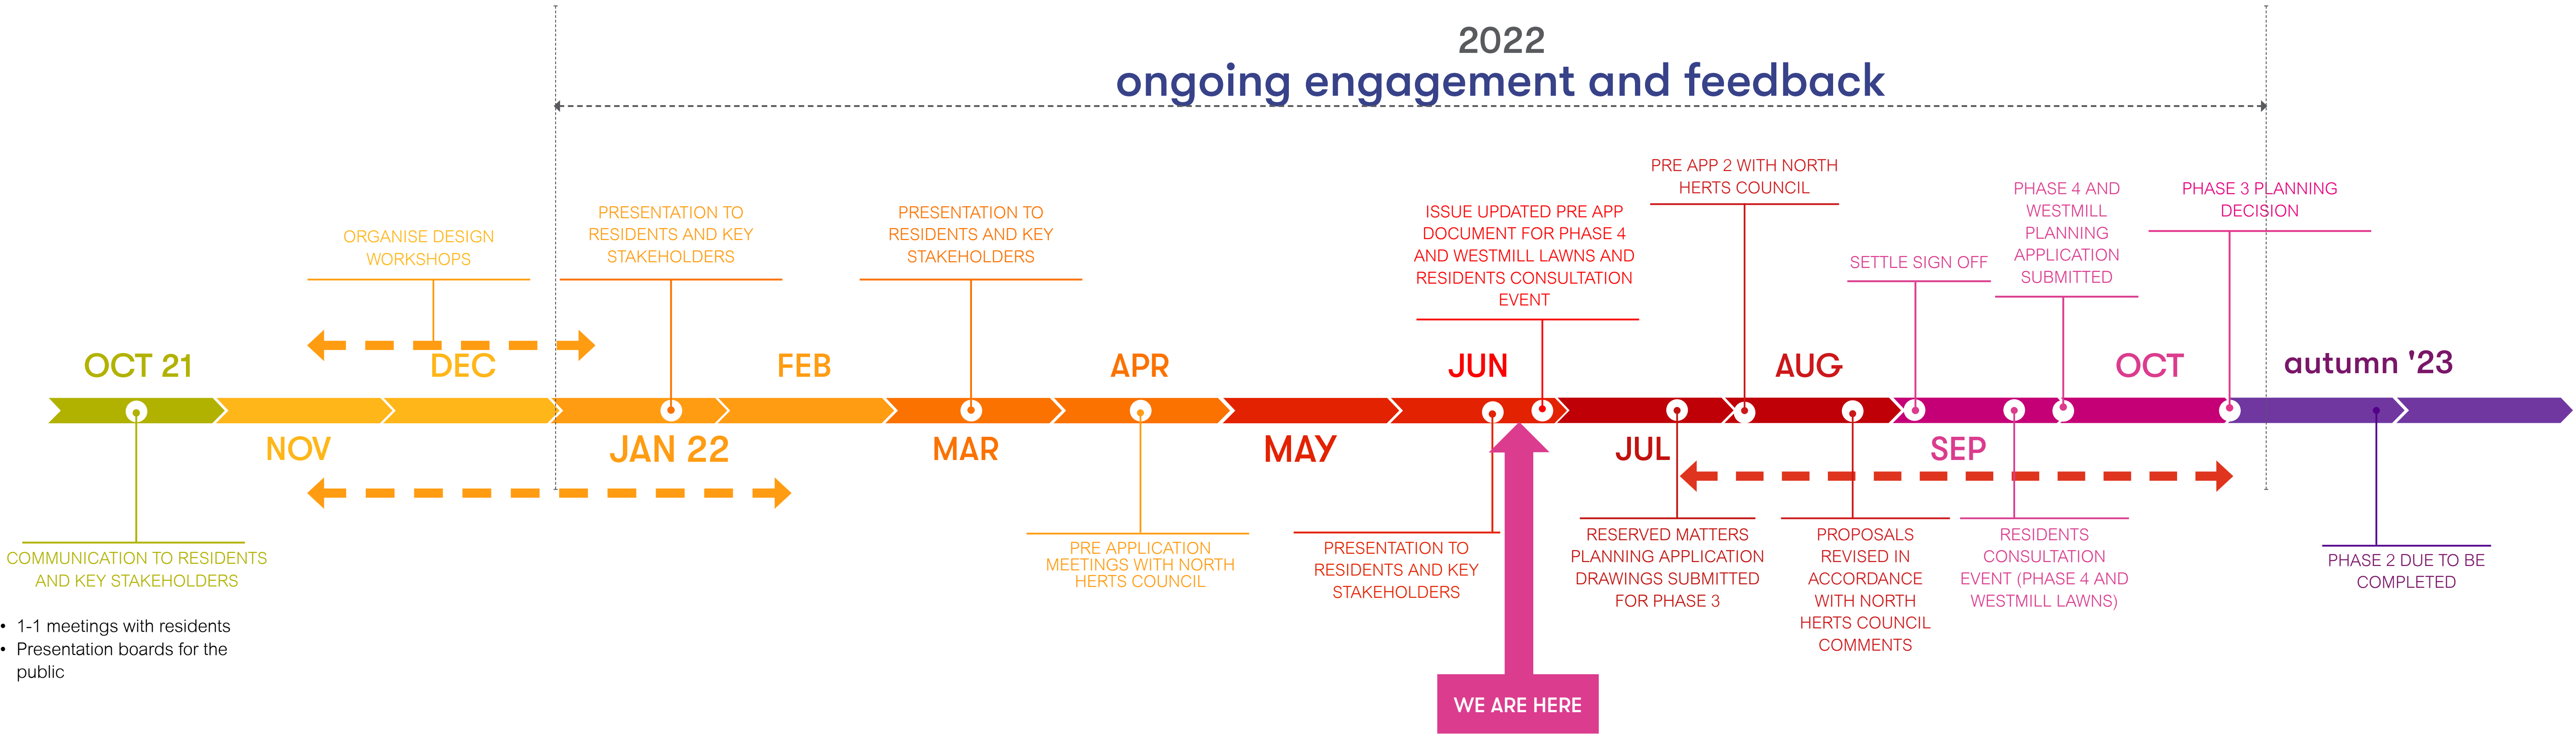 2022
ongoing engagement and feedback
ORGANISE DESIGN
WORKSHOPS
PRESENTATION TO
RESIDENTS AND KEY
STAKEHOLDERS
PRESENTATION TO
RESIDENTS AND KEY
STAKEHOLDERS
ISSUE UPDATED PRE APP
DOCUMENT FOR PHASE 4
AND WESTMILL LAWNS AND
RESIDENTS CONSULTATION
EVENT
PRE APP 2 WITH NORTH
HERTS COUNCIL
SETTLE SIGN OFF
PHASE 4 AND
WESTMILL
PLANNING
APPLICATION
SUBMITTED
PHASE 3 PLANNING
DECISION
OCT 21
DEC
FEB
APR
JUN
AUG
OCT
autumn '23
NOV
JAN 22
MAR
MAY
JUL
SEP
COMMUNICATION TO RESIDENTS
AND KEY STAKEHOLDERS
• 1-1 meetings with residents
• Presentation boards for the
public
PRE APPLICATION
MEETINGS WITH NORTH
HERTS COUNCIL
PRESENTATION TO
RESIDENTS AND KEY
STAKEHOLDERS
WE ARE HERE
RESERVED MATTERS
PLANNING APPLICATION
DRAWINGS SUBMITTED
FOR PHASE 3
PROPOSALS
REVISED IN
ACCORDANCE
WITH NORTH
HERTS COUNCIL
COMMENTS
RESIDENTS
CONSULTATION
EVENT (PHASE 4 AND
WESTMILL LAWNS)
PHASE 2 DUE TO BE
COMPLETED